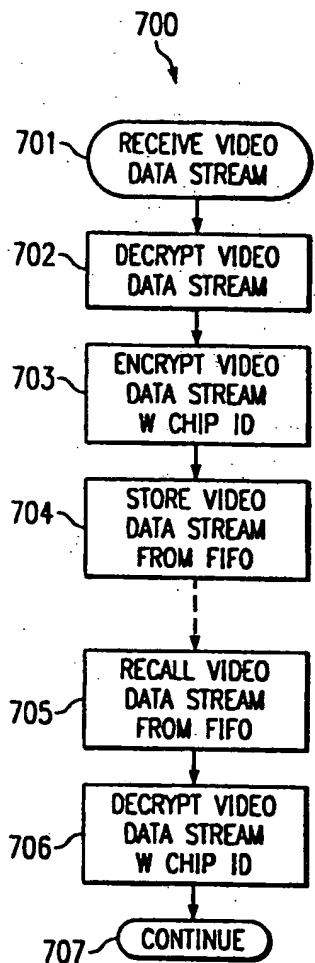 700
701
RECEIVE VIDEO
DATA STREAM
702
DECRYPT VIDEO
DATA STREAM
703
ENCRYPT VIDEO
DATA STREAM
W CHIP ID
704
STORE VIDEO
DATA STREAM
FROM FIFO
705
RECALL VIDEO
DATA STREAM
FROM FIFO
706
DECRYPT VIDEO
DATA STREAM
W CHIP ID
707
CONTINUE